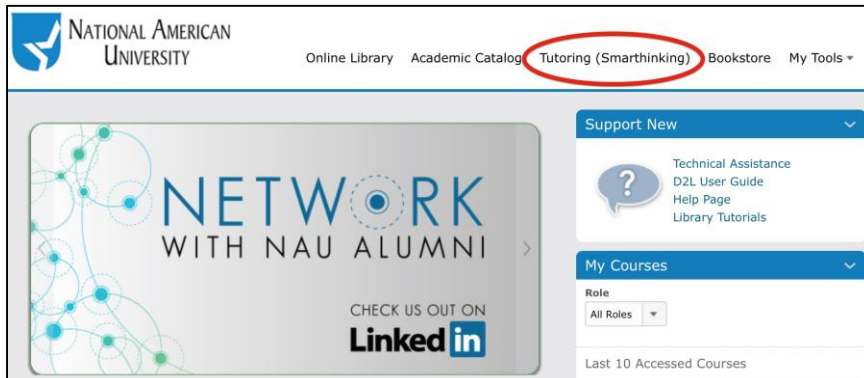 NATIONAL AMERICAN
UNIVERSITY
Online Library Academic Catalog Tutoring (Smarthinking) Bookstore My Tools
NETWORK
WITH NAU ALUMNI
CHECK US OUT ON
Linked in
Support New
?
Technical Assistance
D2L User Guide
Help Page
Library Tutorials
My Courses
Role
All Roles
Last 10 Accessed Courses